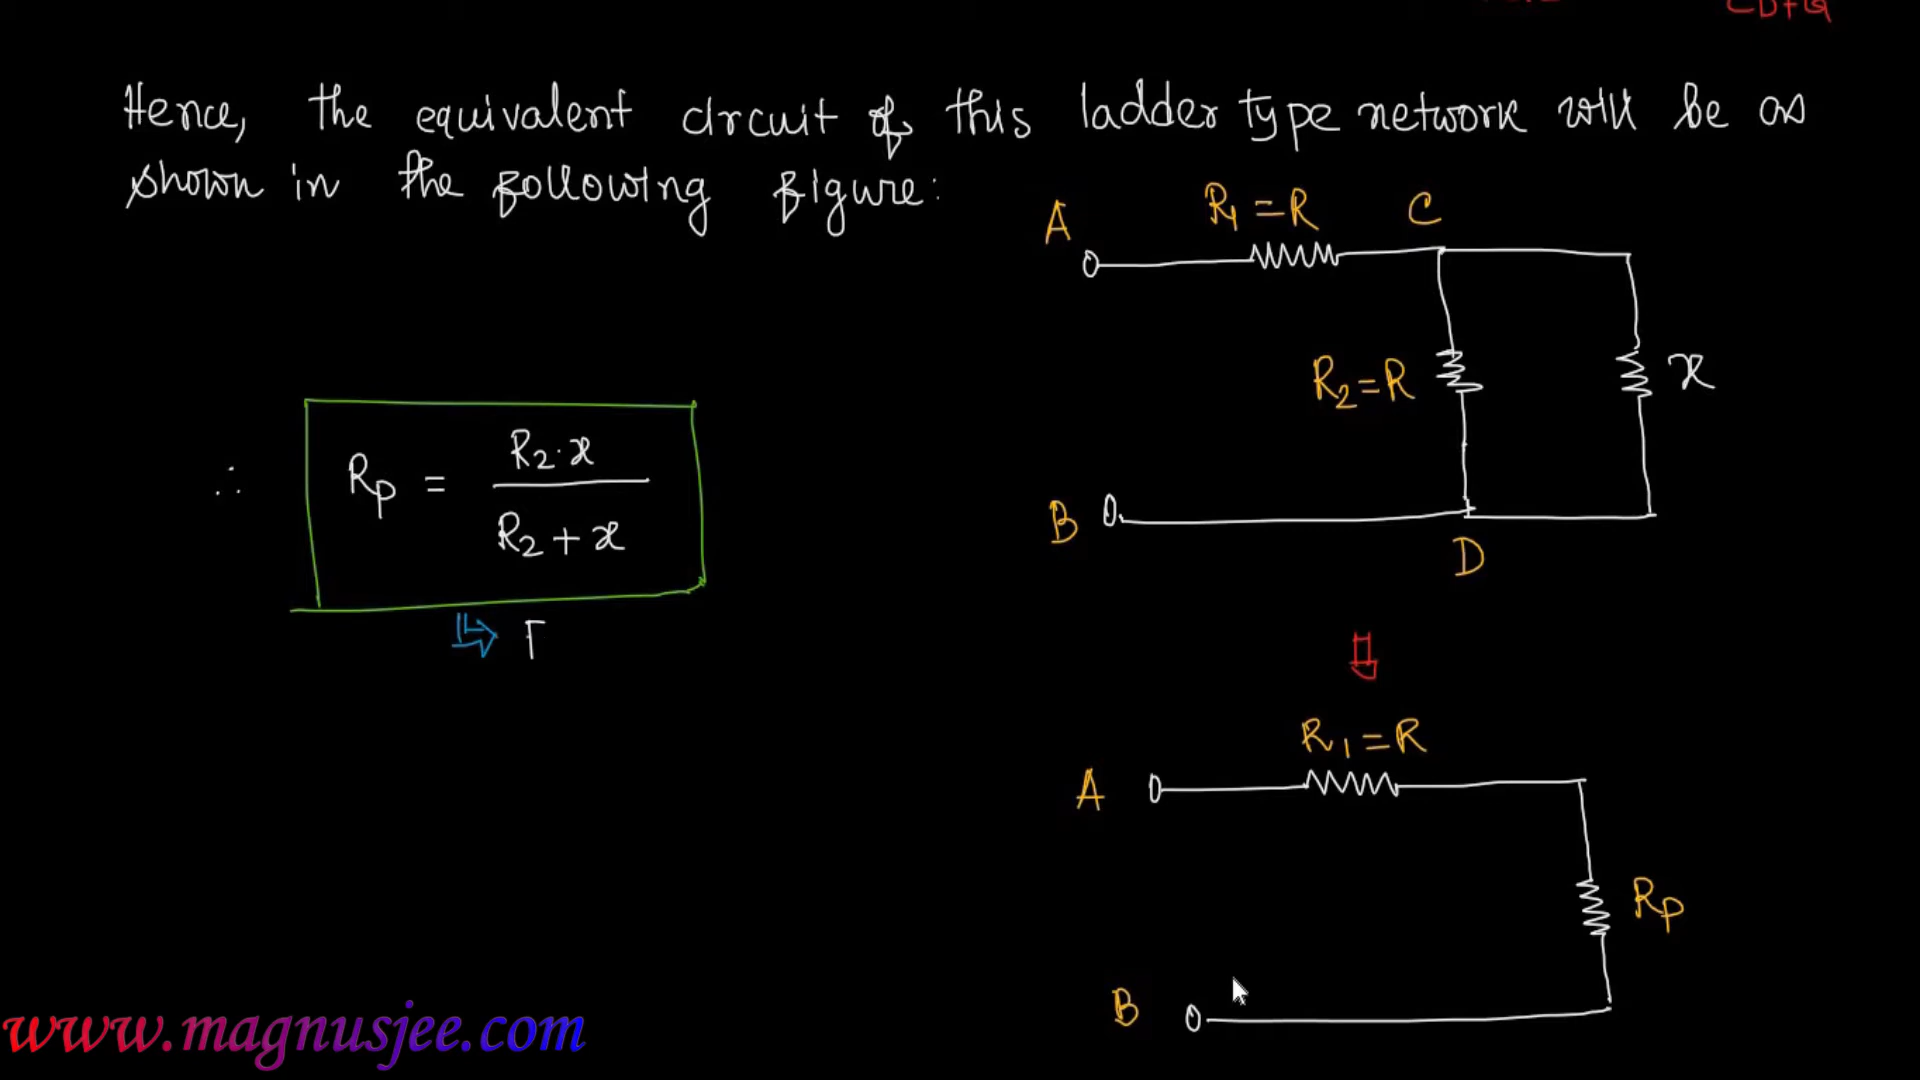 Hence, the equivalent circuit of this ladder type network will be as
shown in the following figure:
A
R₁ = R
C
R₂ = R
x
B
D
∴ Rp = R₂·x / R₂ + x
A
R₁ = R
Rp
B
www.magnusjee.com